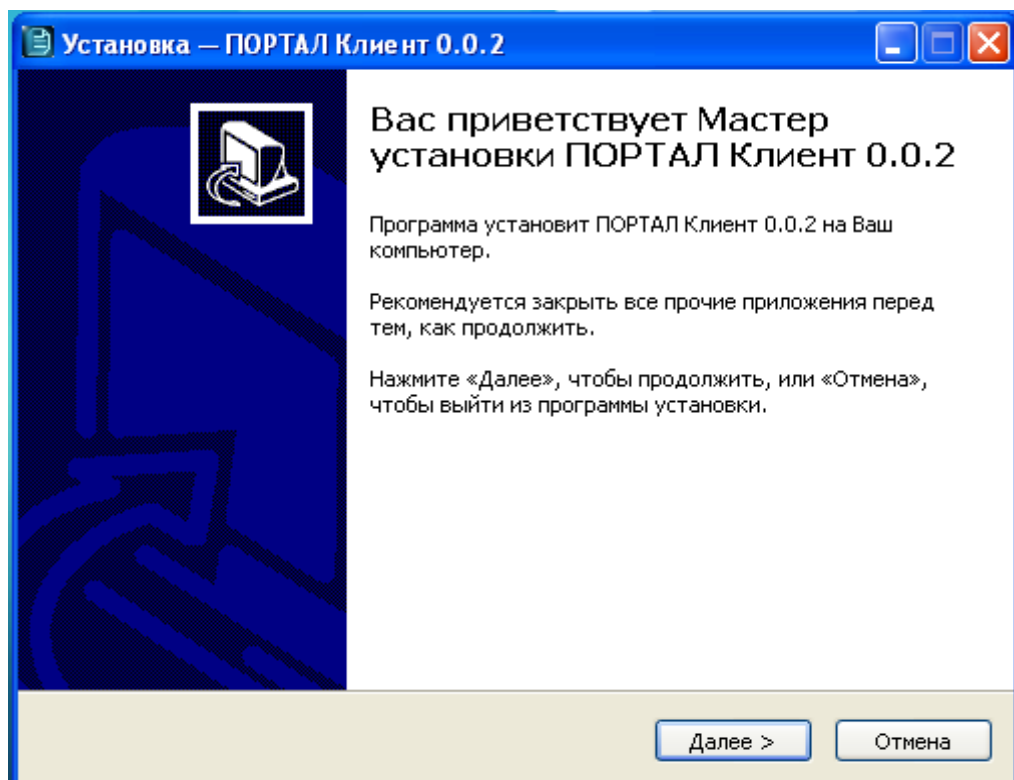 Установка — ПОРТАЛ Клиент 0.0.2
Вас приветствует Мастер
установки ПОРТАЛ Клиент 0.0.2
Программа установит ПОРТАЛ Клиент 0.0.2 на Ваш
компьютер.
Рекомендуется закрыть все прочие приложения перед
тем, как продолжить.
Нажмите «Далее», чтобы продолжить, или «Отмена»,
чтобы выйти из программы установки.
Далее >
Отмена